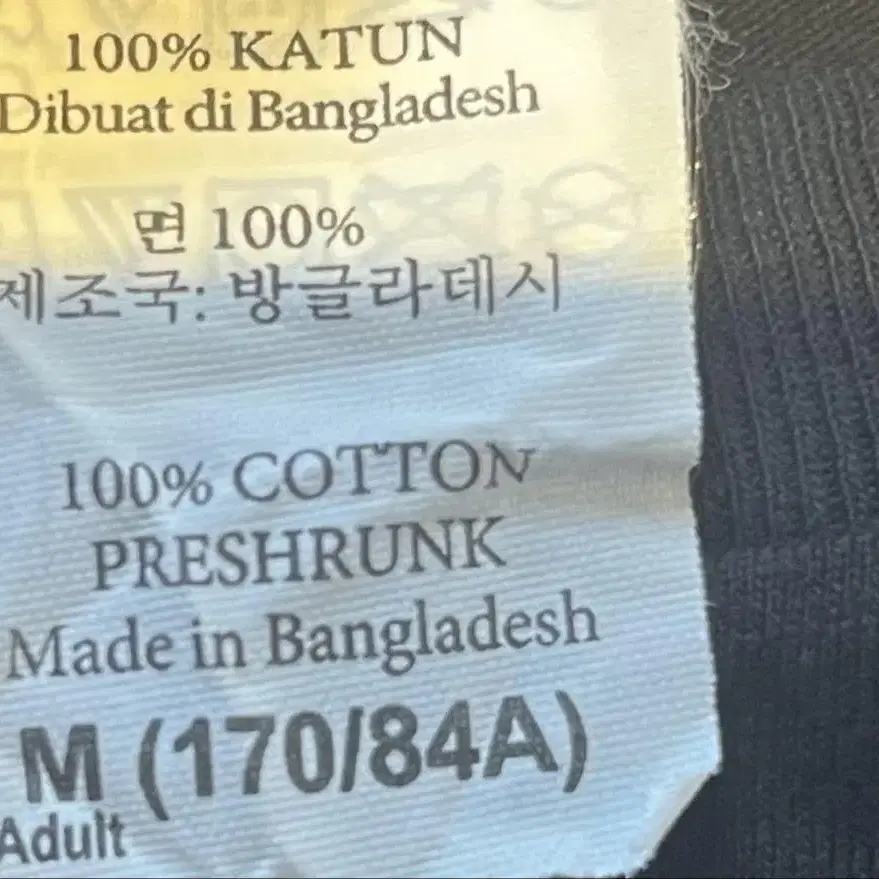 100% KATUN
Dibuat di Bangladesh
면 100%
제조국: 방글라데시
100% COTTON
PRESHRUNK
Made in Bangladesh
M (170/84A)
Adult